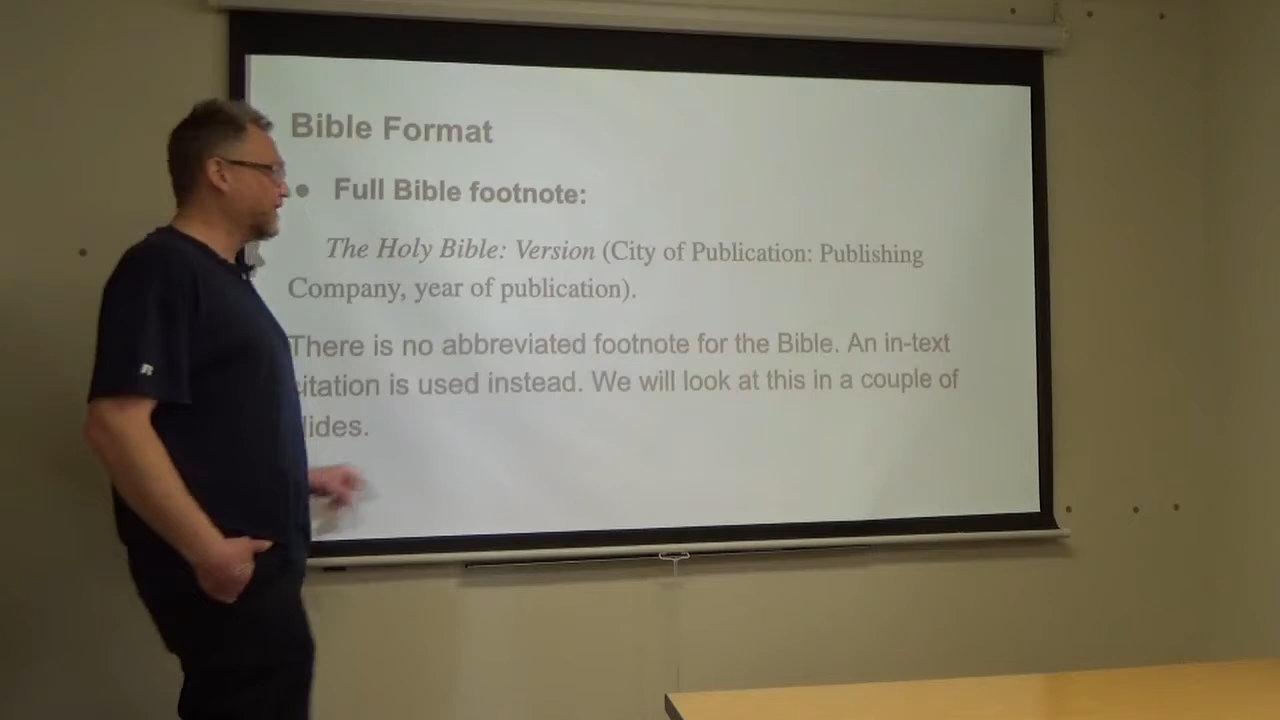 Bible Format
● Full Bible footnote:
The Holy Bible: Version (City of Publication: Publishing
Company, year of publication).
There is no abbreviated footnote for the Bible. An in-text
citation is used instead. We will look at this in a couple of
slides.